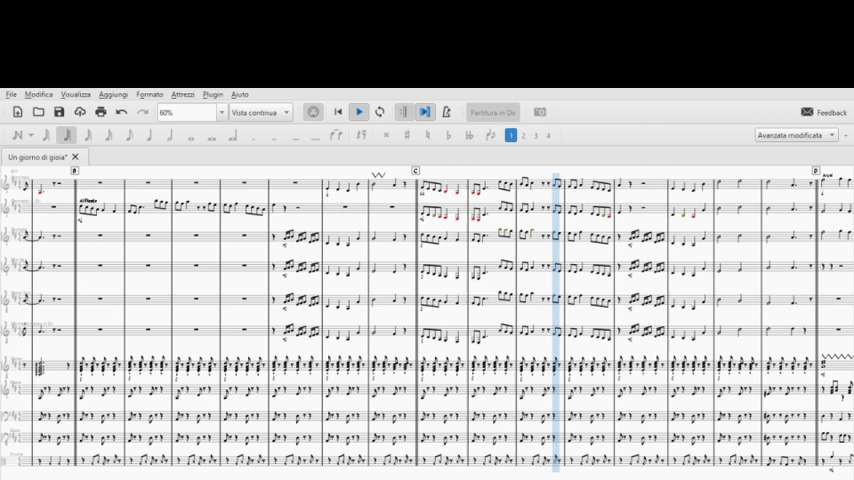 File Modifica Visualizza Aggiungi Formato Attrezzi Plugin Aiuto
60% Vista continua Partitura in Do Feedback
1 2 3 4 Avanzata modificata
Un giorno di gioia*
B C D